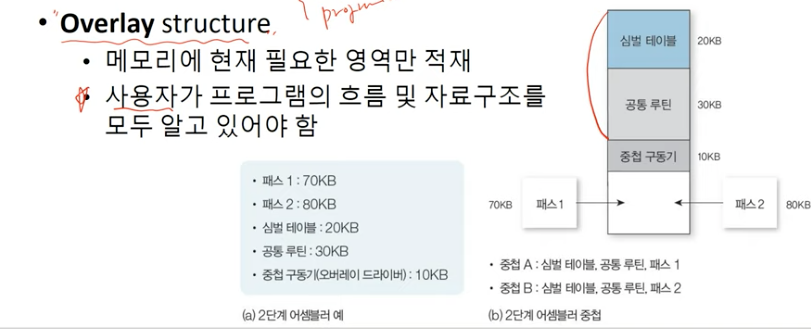 • Overlay structure
• 메모리에 현재 필요한 영역만 적재
사용자가 프로그램의 흐름 및 자료구조를
모두 알고 있어야 함
• 패스 1 : 70KB
• 패스 2 : 80KB
• 심벌 테이블 : 20KB
• 공통 루틴 : 30KB
• 중첩 구동기(오버레이 드라이버) : 10KB
(a) 2단계 어셈블러 예
심벌 테이블 20KB
공통 루틴 30KB
중첩 구동기 10KB
70KB 패스 1 패스 2 80KB
• 중첩 A : 심벌 테이블, 공통 루틴, 패스 1
• 중첩 B : 심벌 테이블, 공통 루틴, 패스 2
(b) 2단계 어셈블러 중첩